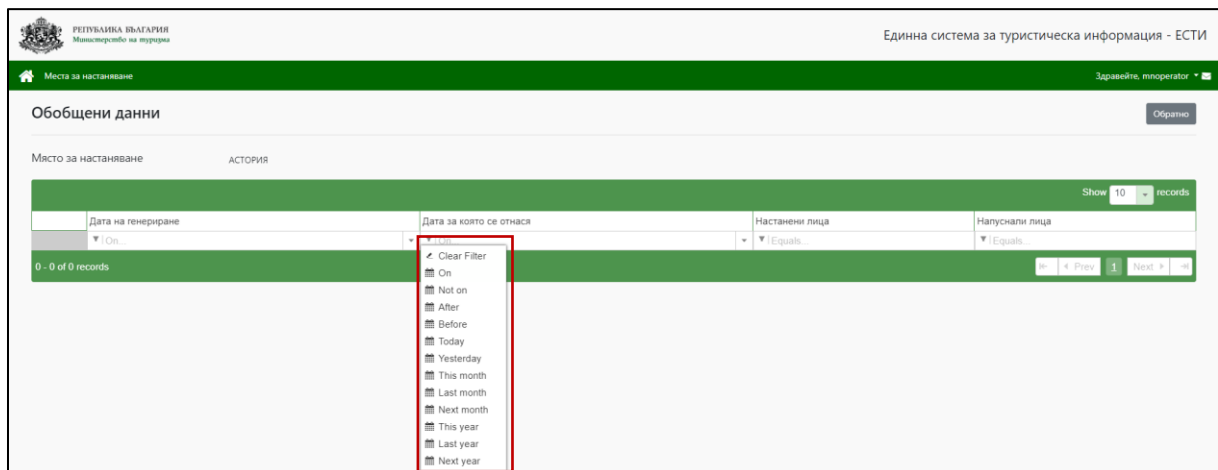 РЕПУБЛИКА БЪЛГАРИЯ
Министерство на туризма
Единна система за туристическа информация - ЕСТИ
Места за настаняване
Здравейте, mnoperator
Обобщени данни
Обратно
Място за настаняване АСТОРИЯ
Show 10 records
Дата на генериране Дата за която се отнася Настанени лица Напуснали лица
On... On... Equals... Equals...
0 - 0 of 0 records Prev 1 Next
Clear Filter
On
Not on
After
Before
Today
Yesterday
This month
Last month
Next month
This year
Last year
Next year